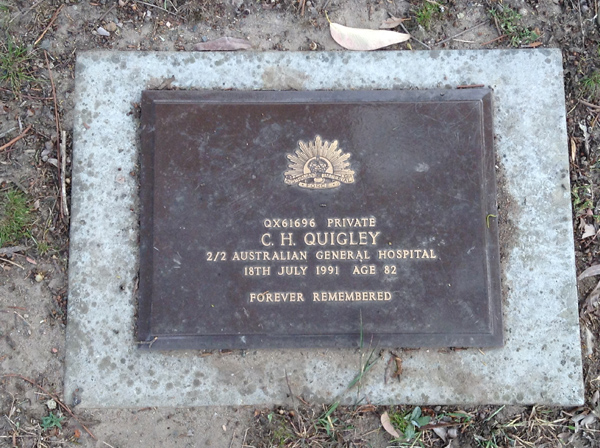 QX61696 PRIVATE
C. H. QUIGLEY
2/2 AUSTRALIAN GENERAL HOSPITAL
18TH JULY 1991 AGE 82
FOREVER REMEMBERED